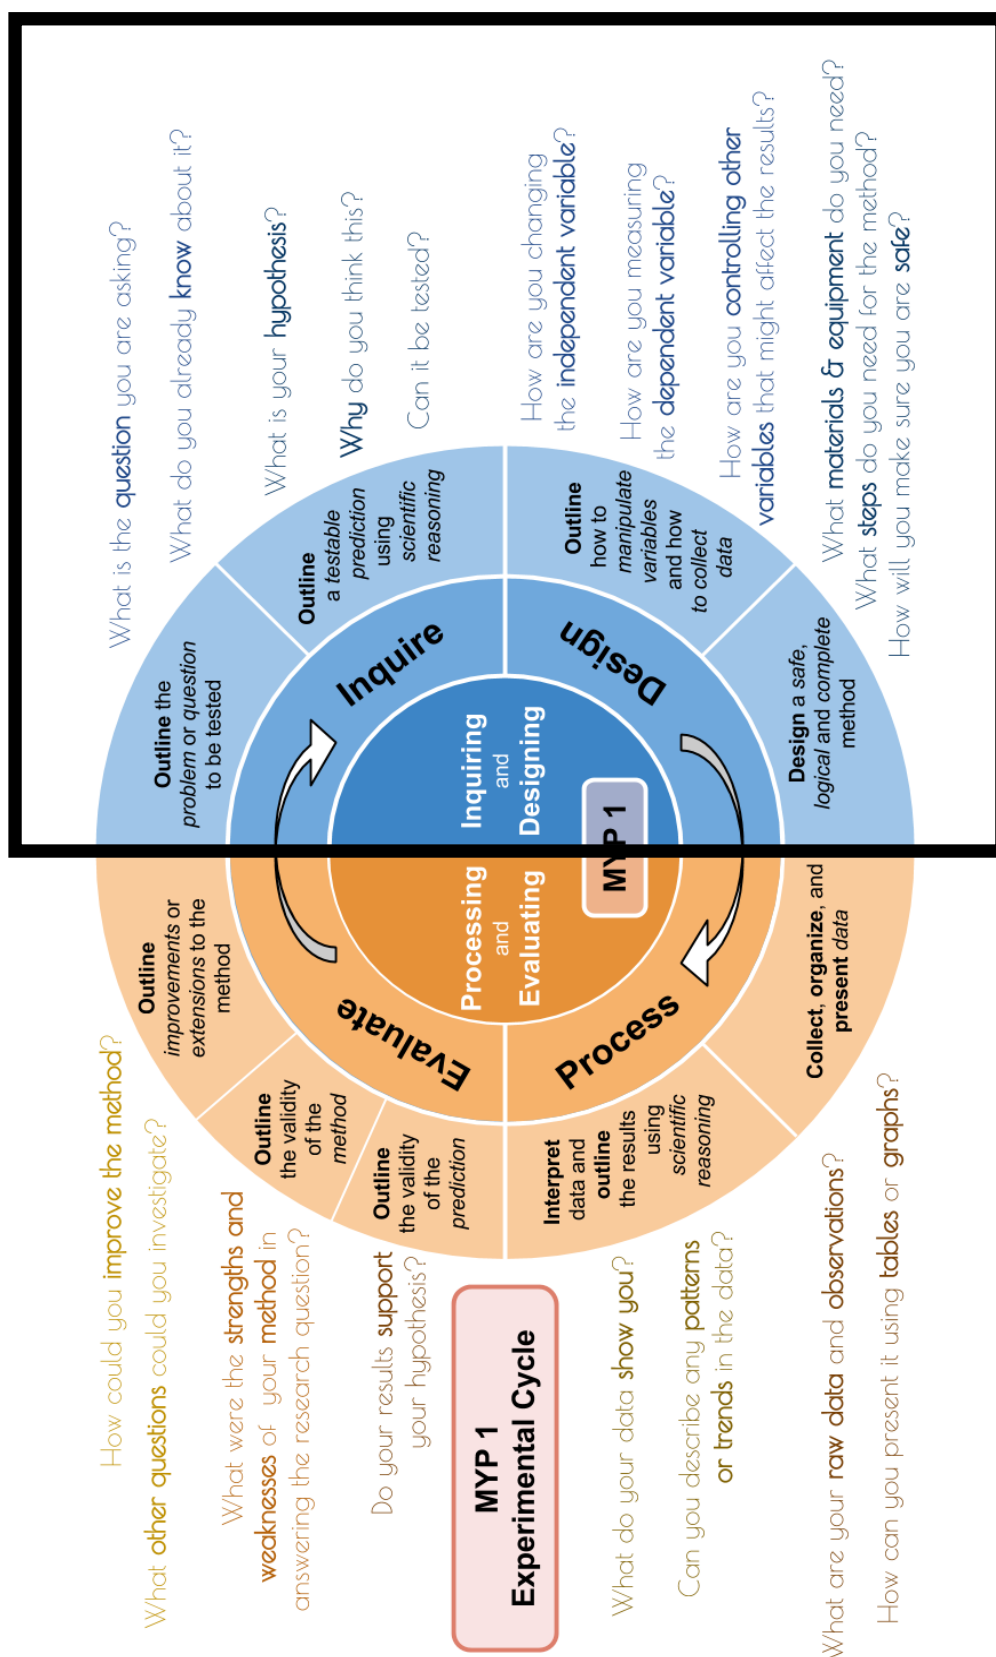 What is the question you are asking?
What do you already know about it?
What is your hypothesis?
Why do you think this?
Can it be tested?
How are you changing
the independent variable?
How are you measuring
the dependent variable?
How are you controlling other
variables that might affect the results?
What materials & equipment do you need?
What steps do you need for the method?
How will you make sure you are safe?
Outline the
problem or question
to be tested
Outline
a testable
prediction
using
scientific
reasoning
Outline
how to
manipulate
variables
and how
to collect
data
Design a safe,
logical and complete
method
Inquire
Design
Inquiring
and
Designing
MYP 1
Processing
and
Evaluating
Evaluate
Process
Outline
improvements or
extensions to the
method
Outline
the validity
of the
method
Outline
the validity
of the
prediction
Interpret
data and
outline
the results
using
scientific
reasoning
Collect, organize, and
present data
How could you improve the method?
What other questions could you investigate?
What were the strengths and
weaknesses of your method in
answering the research question?
Do your results support
your hypothesis?
MYP 1
Experimental Cycle
What do your data show you?
Can you describe any patterns
or trends in the data?
What are your raw data and observations?
How can you present it using tables or graphs?